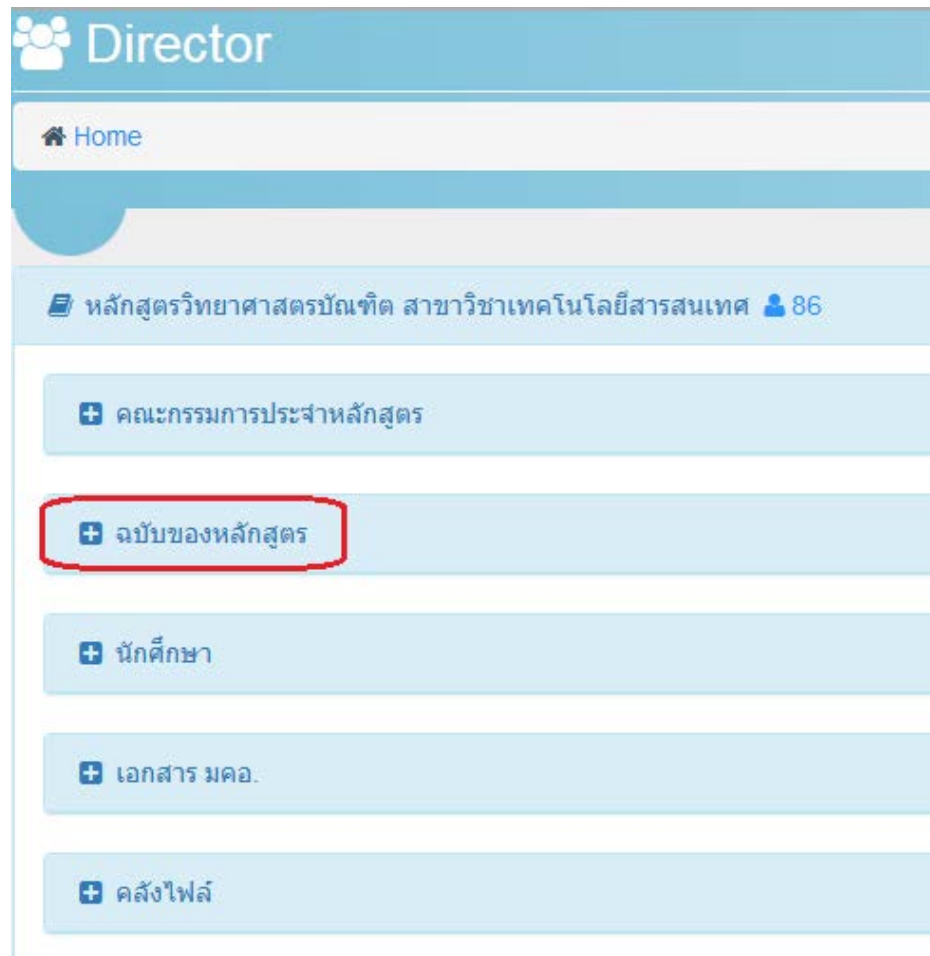 Director
Home
หลักสูตรวิทยาศาสตรบัณฑิต สาขาวิชาเทคโนโลยีสารสนเทศ 86
คณะกรรมการประจำหลักสูตร
ฉบับของหลักสูตร
นักศึกษา
เอกสาร มคอ.
คลังไฟล์